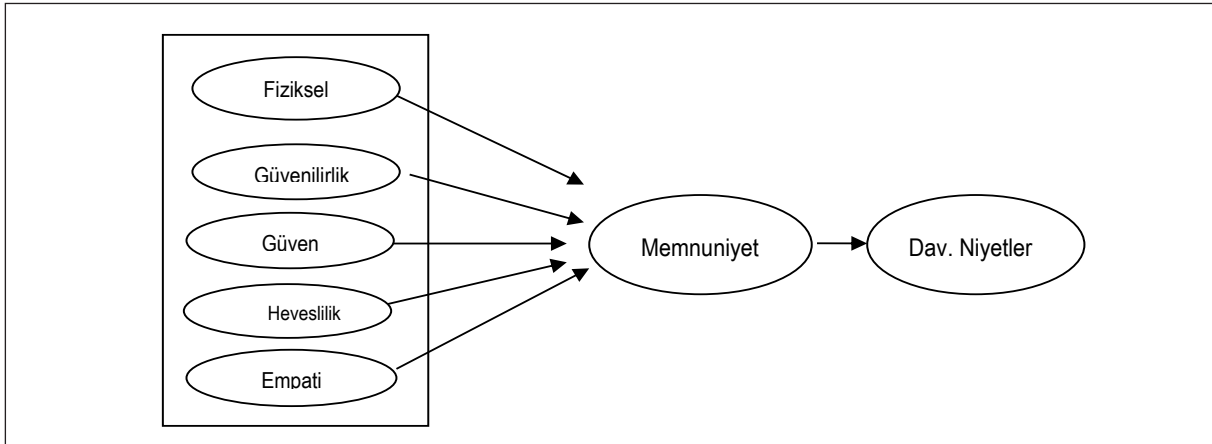 Fiziksel
Güvenilirlik
Güven
Heveslilik
Empati
Memnuniyet
Dav. Niyetler